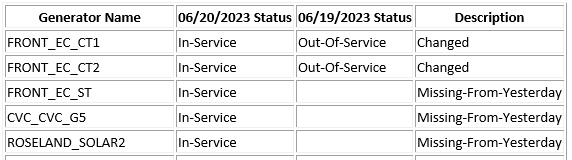 Generator Name 06/20/2023 Status 06/19/2023 Status Description
FRONT_EC_CT1 In-Service Out-Of-Service Changed
FRONT_EC_CT2 In-Service Out-Of-Service Changed
FRONT_EC_ST In-Service Missing-From-Yesterday
CVC_CVC_G5 In-Service Missing-From-Yesterday
ROSELAND_SOLAR2 In-Service Missing-From-Yesterday